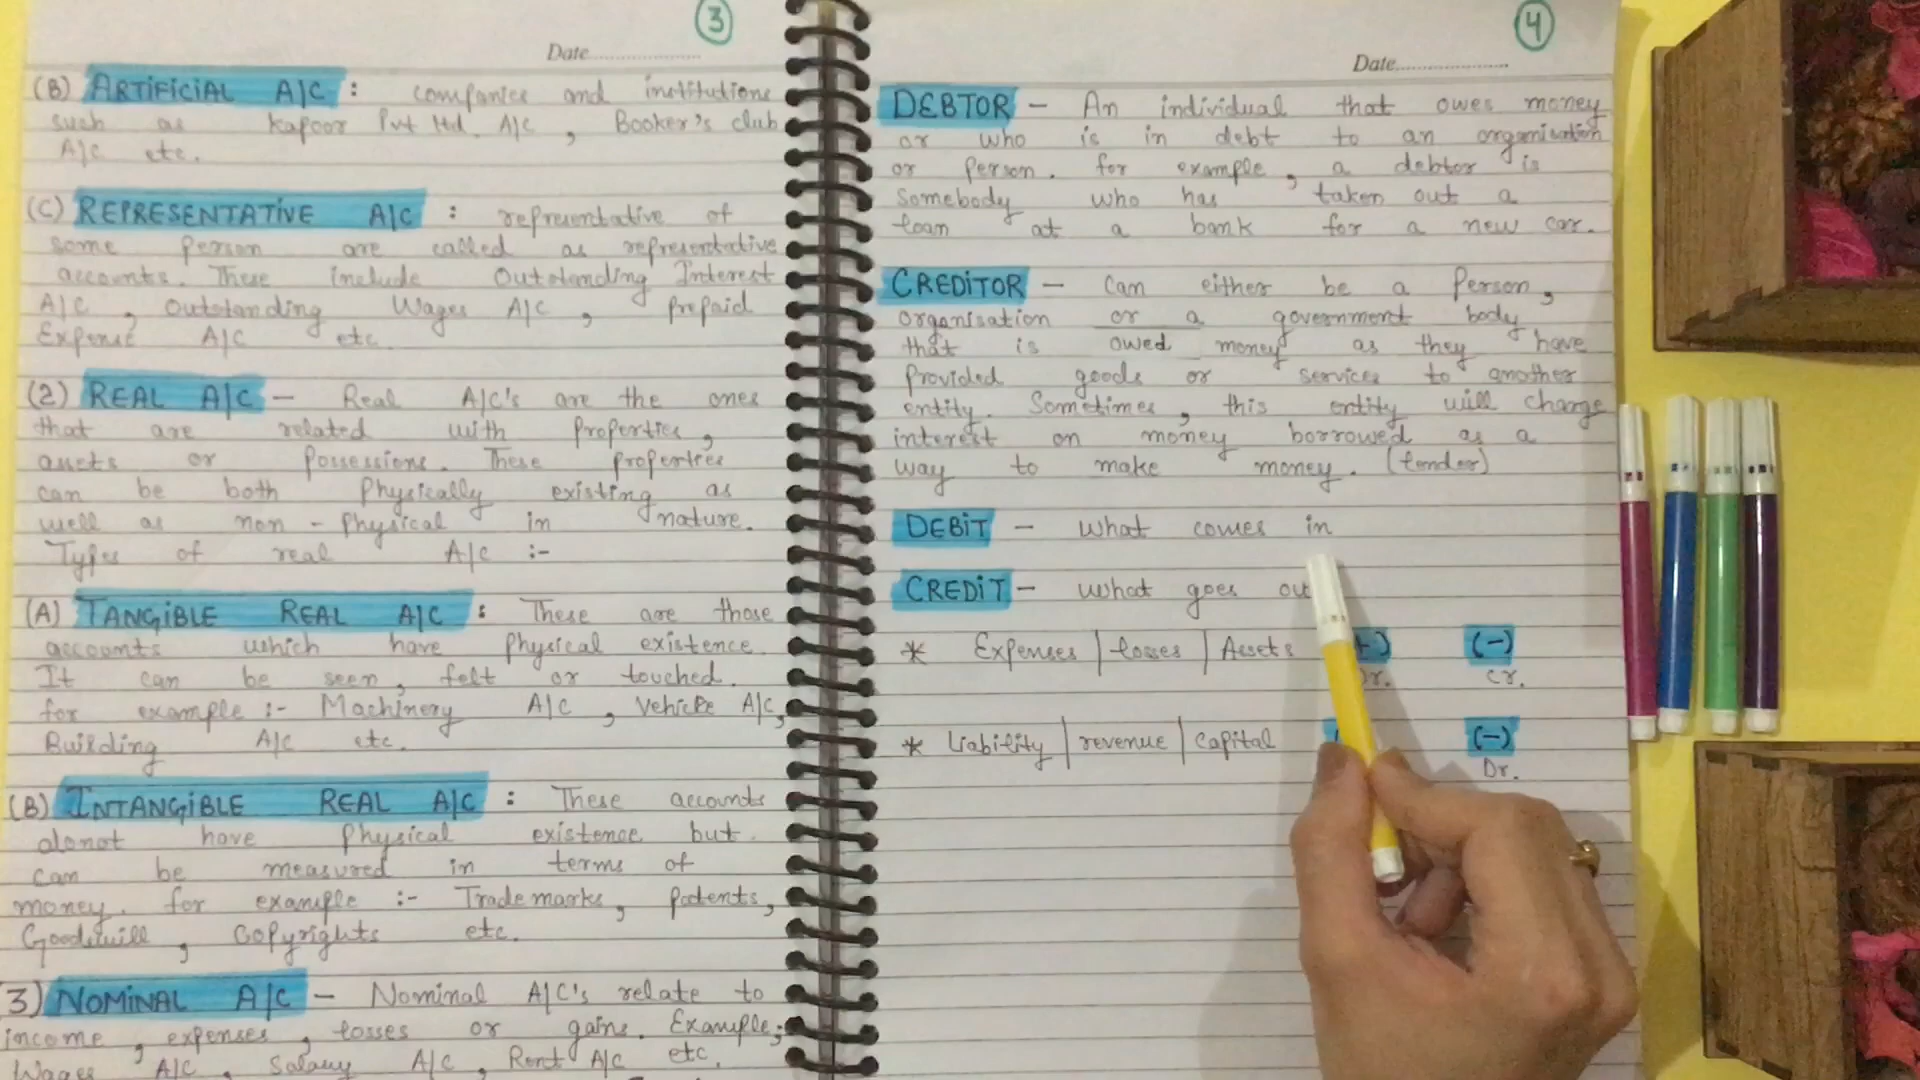 3
Date....................
(B) ARTIFICIAL A/C : companies and institutions
such as Kapoor Pvt ltd. A/C , Booker's club
A/C etc.
(C) REPRESENTATIVE A/C : representative of
some person are called as representative
accounts. These include Outstanding Interest
A/C , Outstanding Wages A/C , Prepaid
Expense A/C etc.
(2) REAL A/C — Real A/C's are the ones
that are related with Properties,
assets or Possessions. These properties
can be both Physically existing as
well as non-Physical in nature.
Types of real A/C :-
(A) TANGIBLE REAL A/C : These are those
accounts which have Physical existence.
It can be seen, felt or touched.
for example :- Machinery A/C , Vehicle A/C,
Building A/C etc.
(B) INTANGIBLE REAL A/C : These accounts
donot have Physical existence but
can be measured in terms of
money. for example :- Trademarks, patents,
Goodwill , Copyrights etc.
3) NOMINAL A/C — Nominal A/C's relate to
income, expenses, losses or gains. Example;
Wages A/C , Salary A/C , Rent A/C etc.
4
Date....................
DEBTOR — An individual that owes money
or who is in debt to an organisation
or Person. for example, a debtor is
Somebody who has taken out a
loan at a bank for a new car.
CREDITOR — Can either be a Person,
organisation or a government body
that is owed money as they have
Provided goods or services to another
entity. Sometimes, this entity will charge
interest on money borrowed as a
way to make money. (lender)
DEBIT — What comes in
CREDIT — What goes ou
* Expenses | losses | Assets (-)
Dr. Cr.
* Liability | revenue | Capital (-)
Dr.